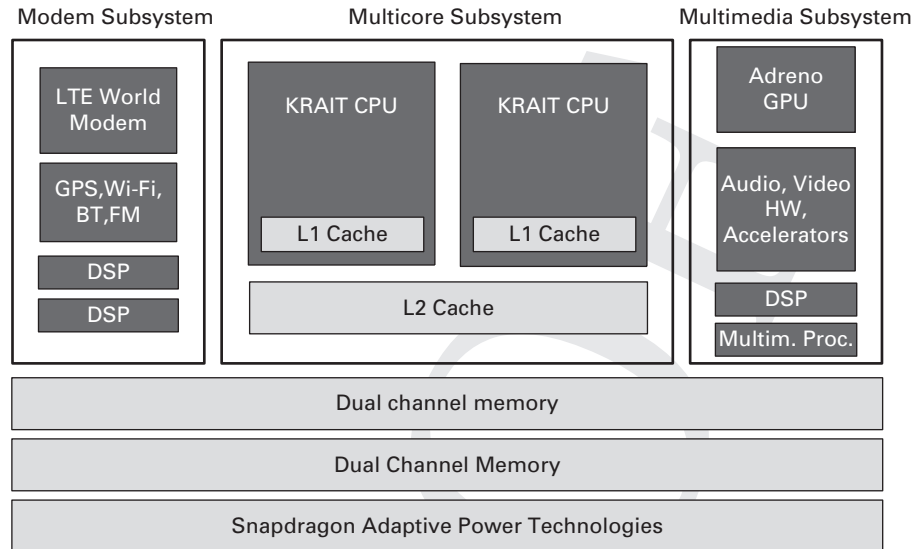 Modem Subsystem
Multicore Subsystem
Multimedia Subsystem
LTE World
Modem
GPS,Wi-Fi,
BT,FM
DSP
DSP
KRAIT CPU
L1 Cache
KRAIT CPU
L1 Cache
L2 Cache
Adreno
GPU
Audio, Video
HW,
Accelerators
DSP
Multim. Proc.
Dual channel memory
Dual Channel Memory
Snapdragon Adaptive Power Technologies